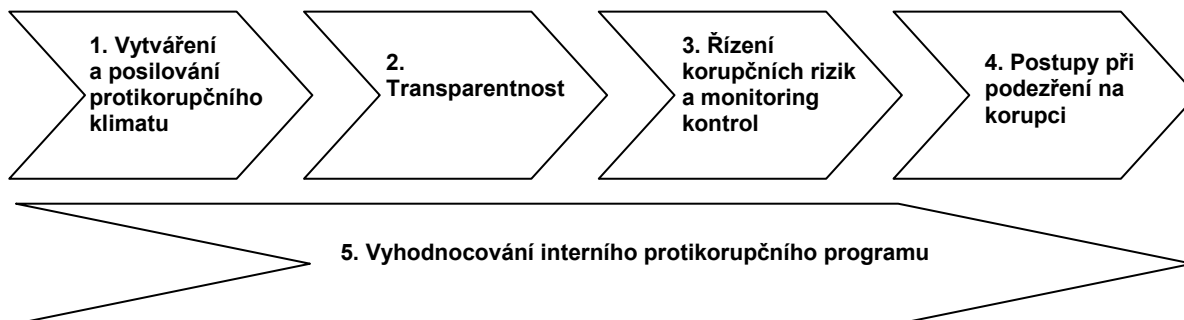 1. Vytváření
a posilování
protikorupčního
klimatu
2.
Transparentnost
3. Řízení
korupčních rizik
a monitoring
kontrol
4. Postupy při
podezření na
korupci
5. Vyhodnocování interního protikorupčního programu